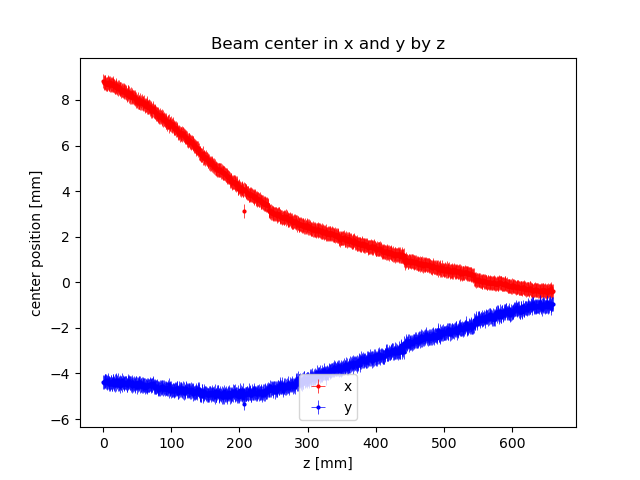 Beam center in x and y by z
center position [mm]
8
6
4
2
0
−2
−4
−6
0 100 200 300 400 500 600
z [mm]
x
y